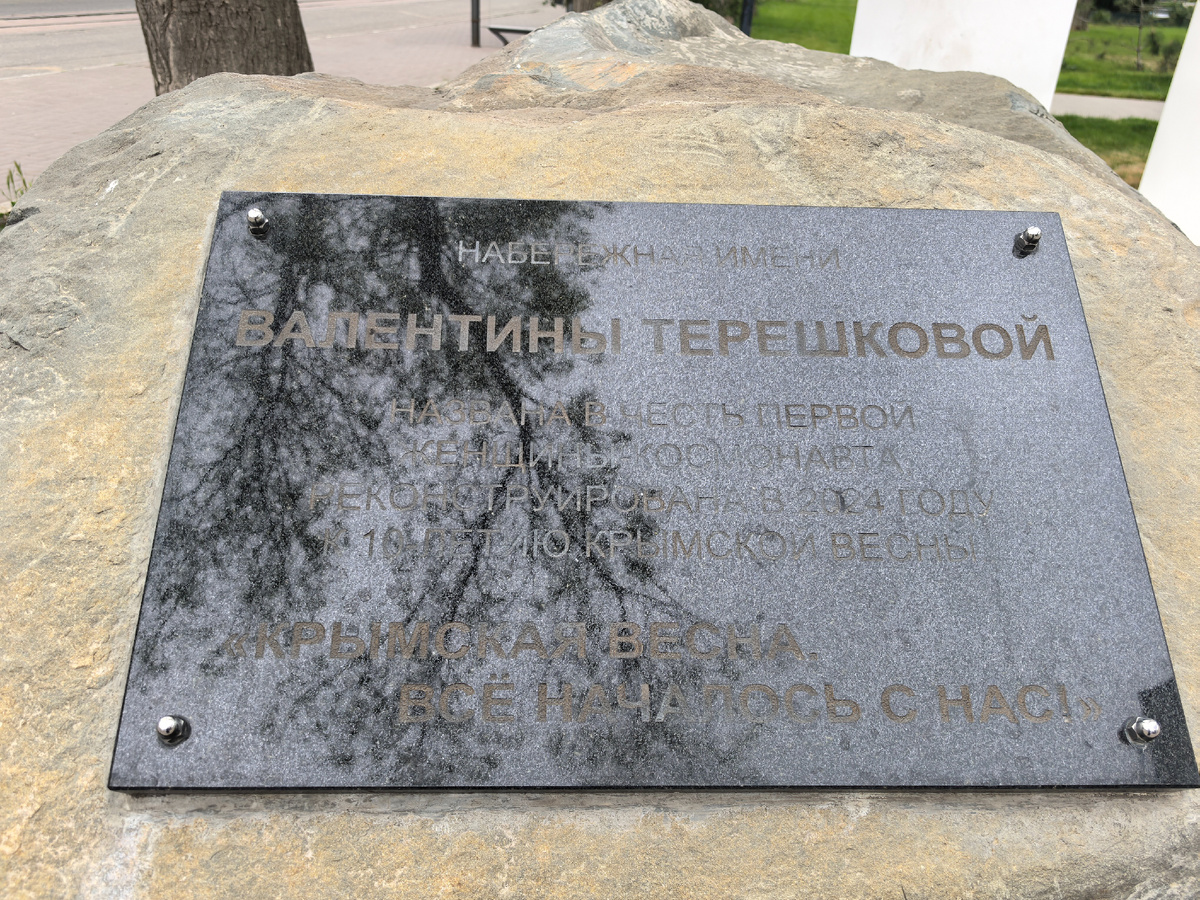 НАБЕРЕЖНАЯ ИМЕНИ
ВАЛЕНТИНЫ ТЕРЕШКОВОЙ
НАЗВАНА В ЧЕСТЬ ПЕРВОЙ
ЖЕНЩИНЫ-КОСМОНАВТА.
РЕКОНСТРУИРОВАНА В 2024 ГОДУ
К 10-ЛЕТИЮ КРЫМСКОЙ ВЕСНЫ
«КРЫМСКАЯ ВЕСНА.
ВСЁ НАЧАЛОСЬ С НАС!»